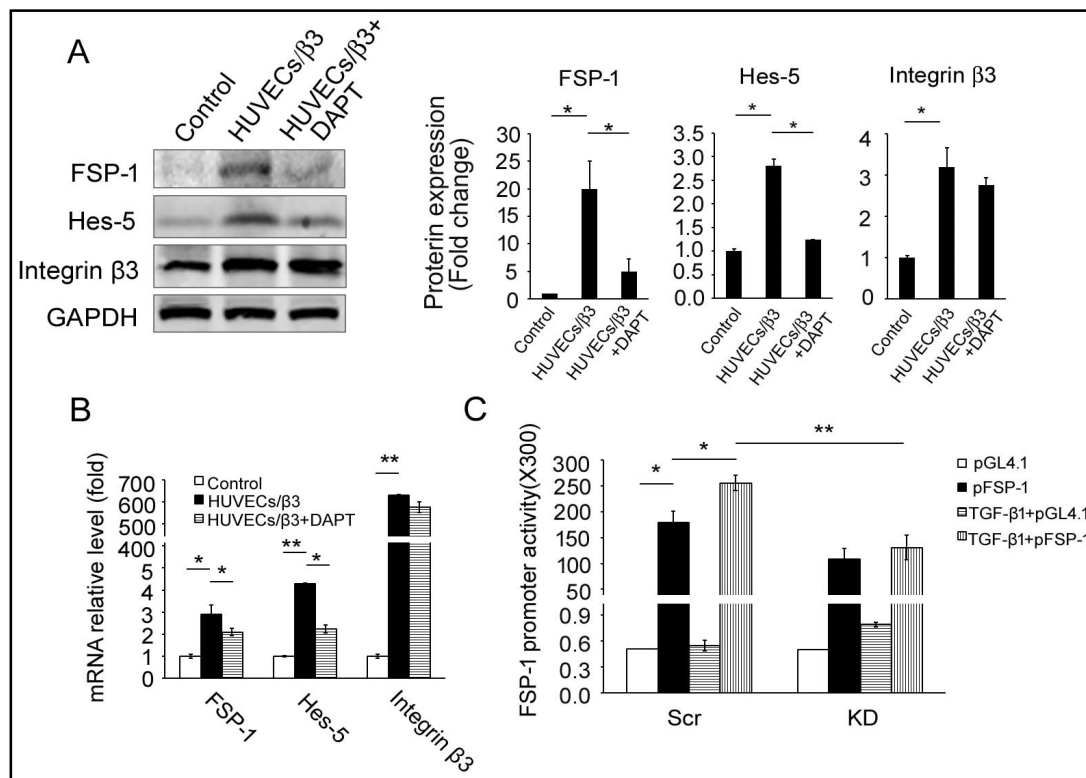 A
Control
HUVECs/β3
HUVECs/β3+
DAPT
FSP-1
Hes-5
Integrin β3
GAPDH
Proterin expression
(Fold change)
FSP-1
*
*
30
25
20
15
10
5
0
Control
HUVECs/β3
HUVECs/β3
+DAPT
Hes-5
*
*
3.0
2.5
2.0
1.5
1.0
0.5
0.0
Control
HUVECs/β3
HUVECs/β3
+DAPT
Integrin β3
*
4
3
2
1
0
Control
HUVECs/β3
HUVECs/β3
+DAPT
B
mRNA relative level (fold)
Control
HUVECs/β3
HUVECs/β3+DAPT
700
600
400
5
4
3
2
1
0
*
*
**
*
**
FSP-1
Hes-5
Integrin β3
C
FSP-1 promoter activity(X300)
300
250
200
150
100
50
0.9
0.6
0.3
0.0
*
*
**
pGL4.1
pFSP-1
TGF-β1+pGL4.1
TGF-β1+pFSP-1
Scr
KD